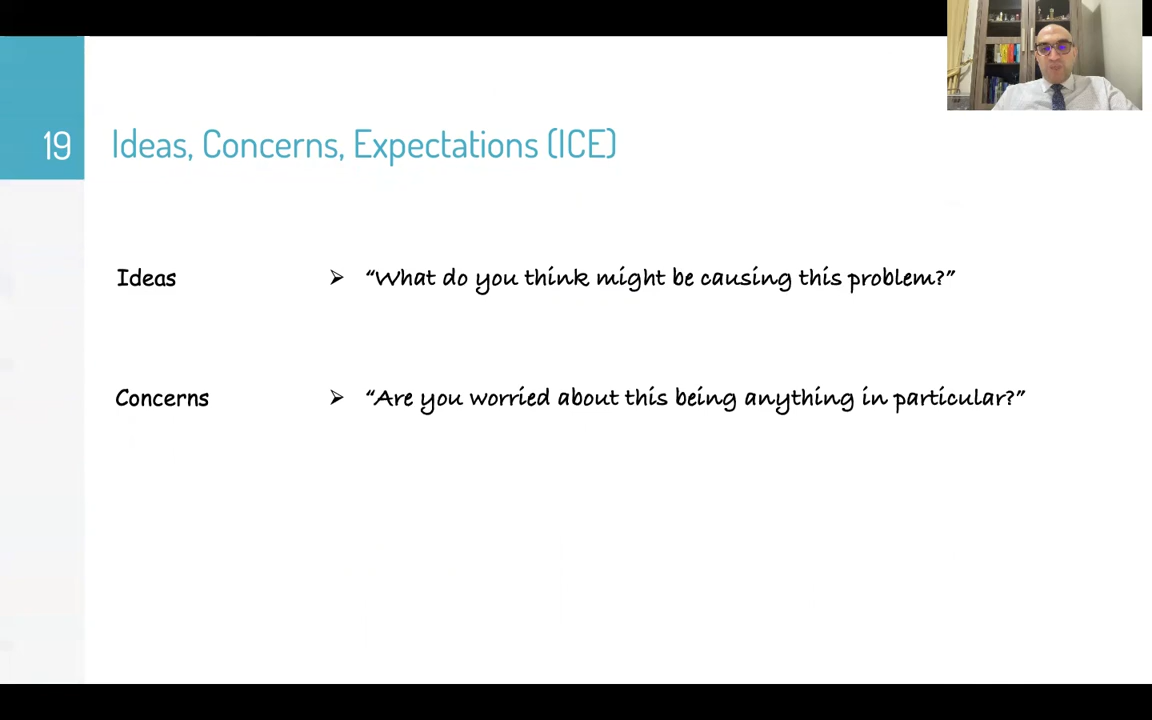 19
Ideas, Concerns, Expectations (ICE)
Ideas ➢ “What do you think might be causing this problem?”
Concerns ➢ “Are you worried about this being anything in particular?”